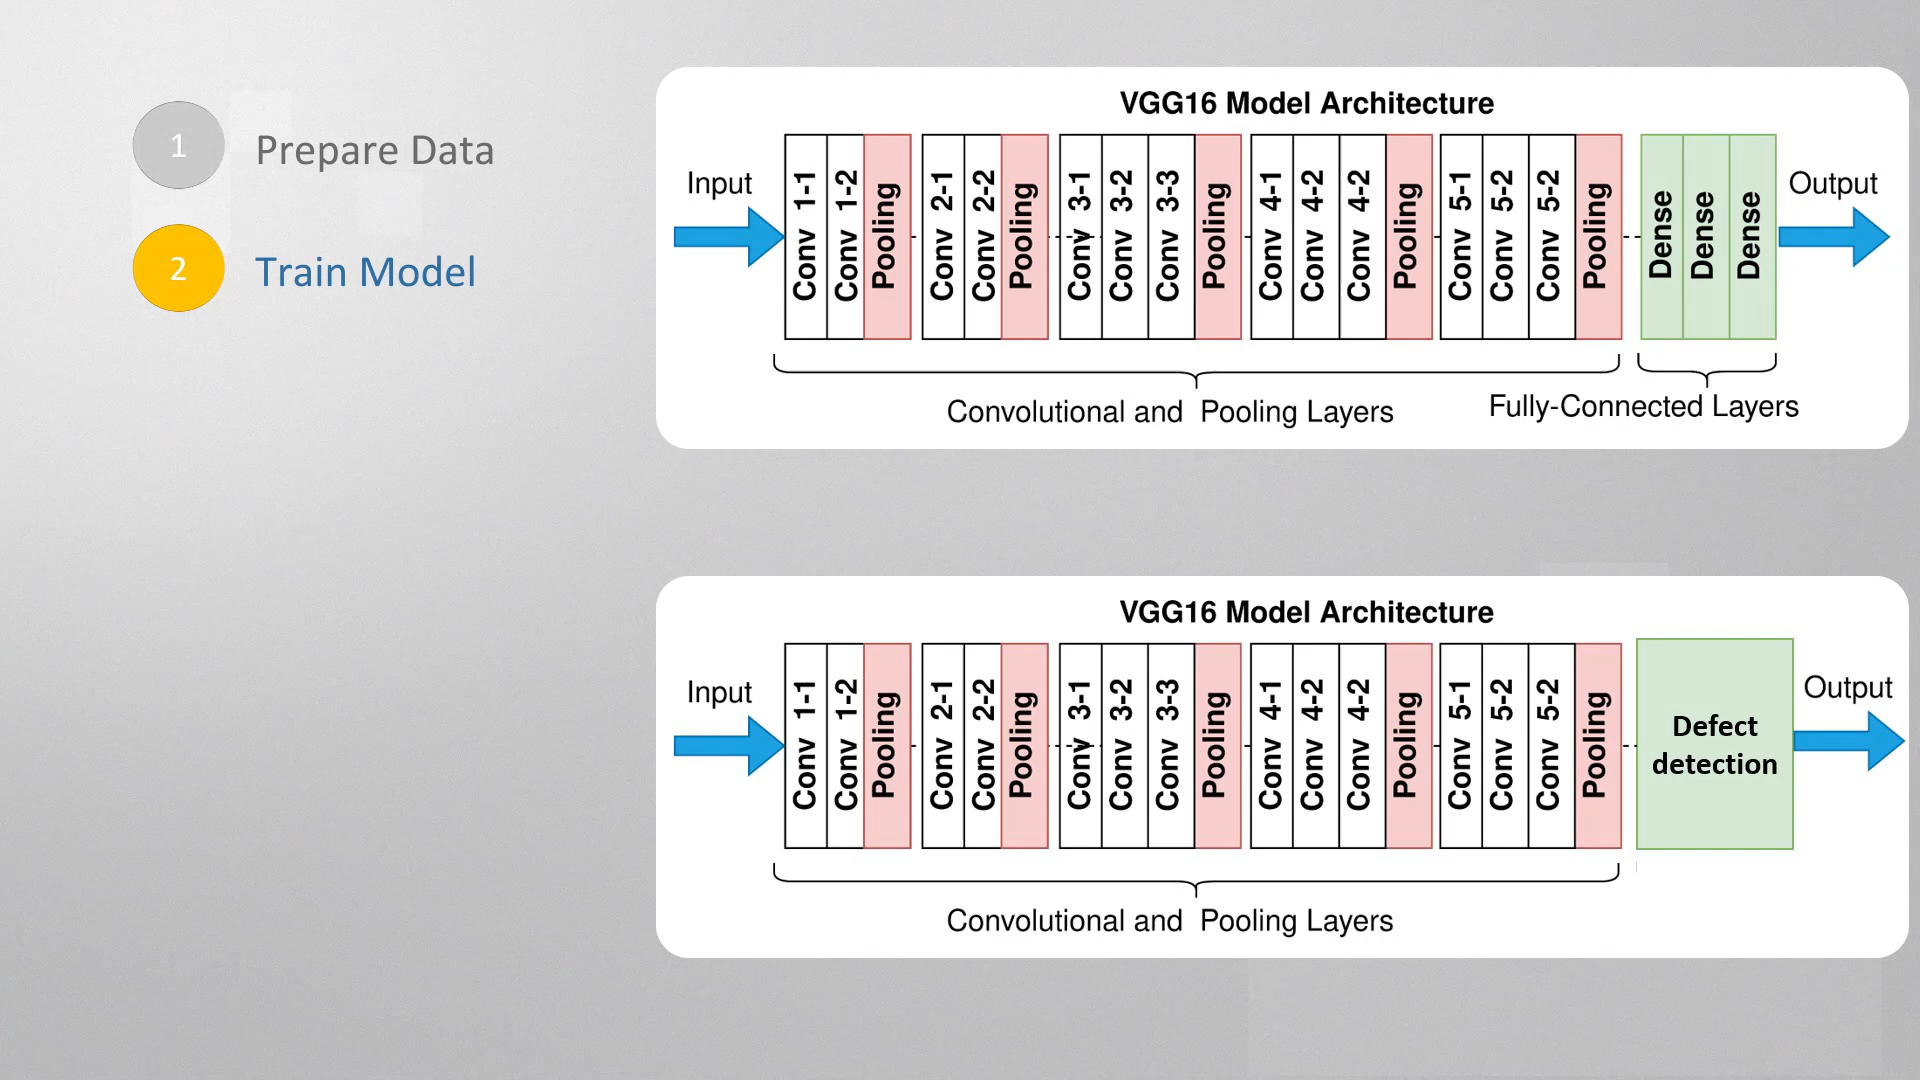 1 Prepare Data
2 Train Model
VGG16 Model Architecture
Input
Conv 1-1
Conv 1-2
Pooling
Conv 2-1
Conv 2-2
Pooling
Conv 3-1
Conv 3-2
Conv 3-3
Pooling
Conv 4-1
Conv 4-2
Conv 4-2
Pooling
Conv 5-1
Conv 5-2
Conv 5-2
Pooling
Dense
Dense
Dense
Output
Convolutional and Pooling Layers
Fully-Connected Layers
VGG16 Model Architecture
Input
Conv 1-1
Conv 1-2
Pooling
Conv 2-1
Conv 2-2
Pooling
Conv 3-1
Conv 3-2
Conv 3-3
Pooling
Conv 4-1
Conv 4-2
Conv 4-2
Pooling
Conv 5-1
Conv 5-2
Conv 5-2
Pooling
Defect
detection
Output
Convolutional and Pooling Layers